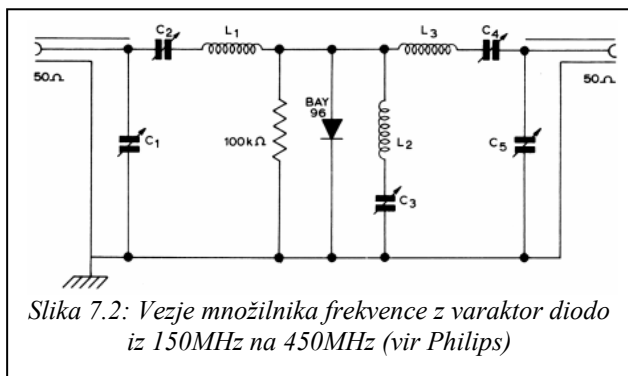 C2
L1
L3
C4
50Ω
50Ω
BAY
96
C1
100kΩ
L2
C5
C3
Slika 7.2: Vezje množilnika frekvence z varaktor diodo
iz 150MHz na 450MHz (vir Philips)